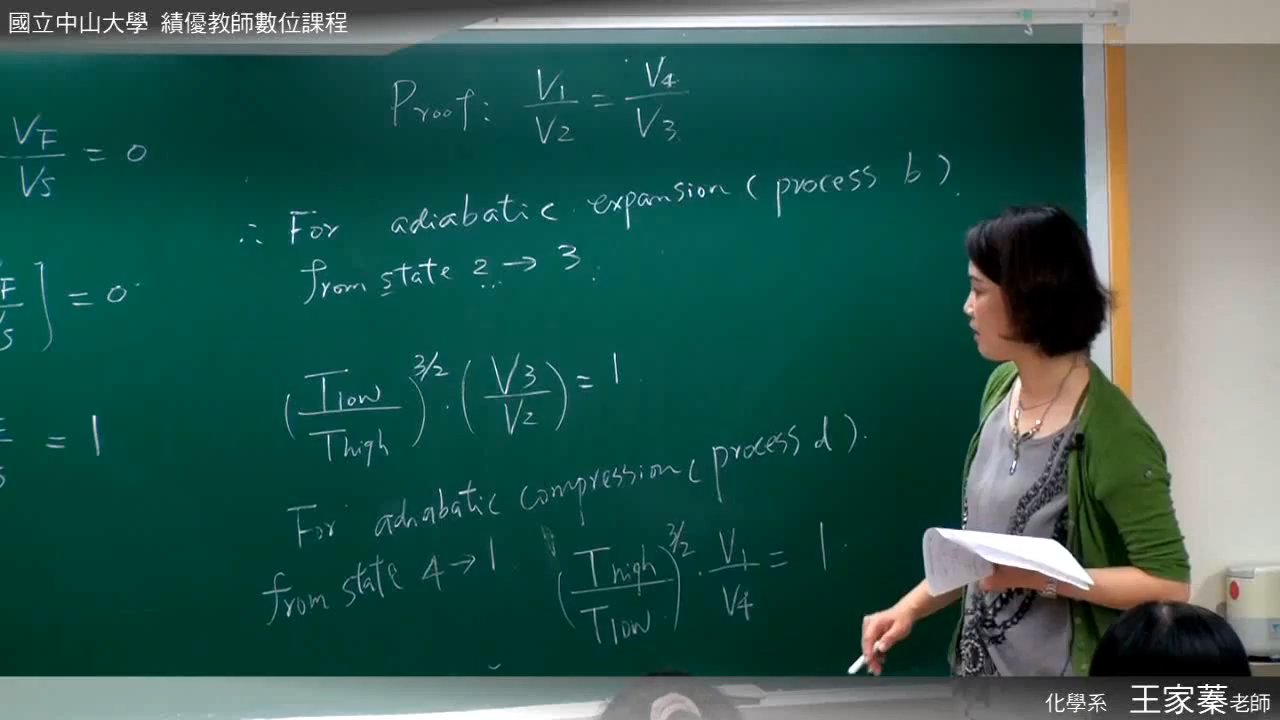 國立中山大學 績優教師數位課程
Proof: V1/V2 = V4/V3
VF/VS = 0
∴ For adiabatic expansion (process b).
from state 2 → 3
] = 0
(Tlow/Thigh)^3/2 · (V3/V2) = 1
= 1
For adiabatic compression (process d).
from state 4 → 1 (Thigh/Tlow)^3/2 · V1/V4 = 1
化學系 王家蓁老師